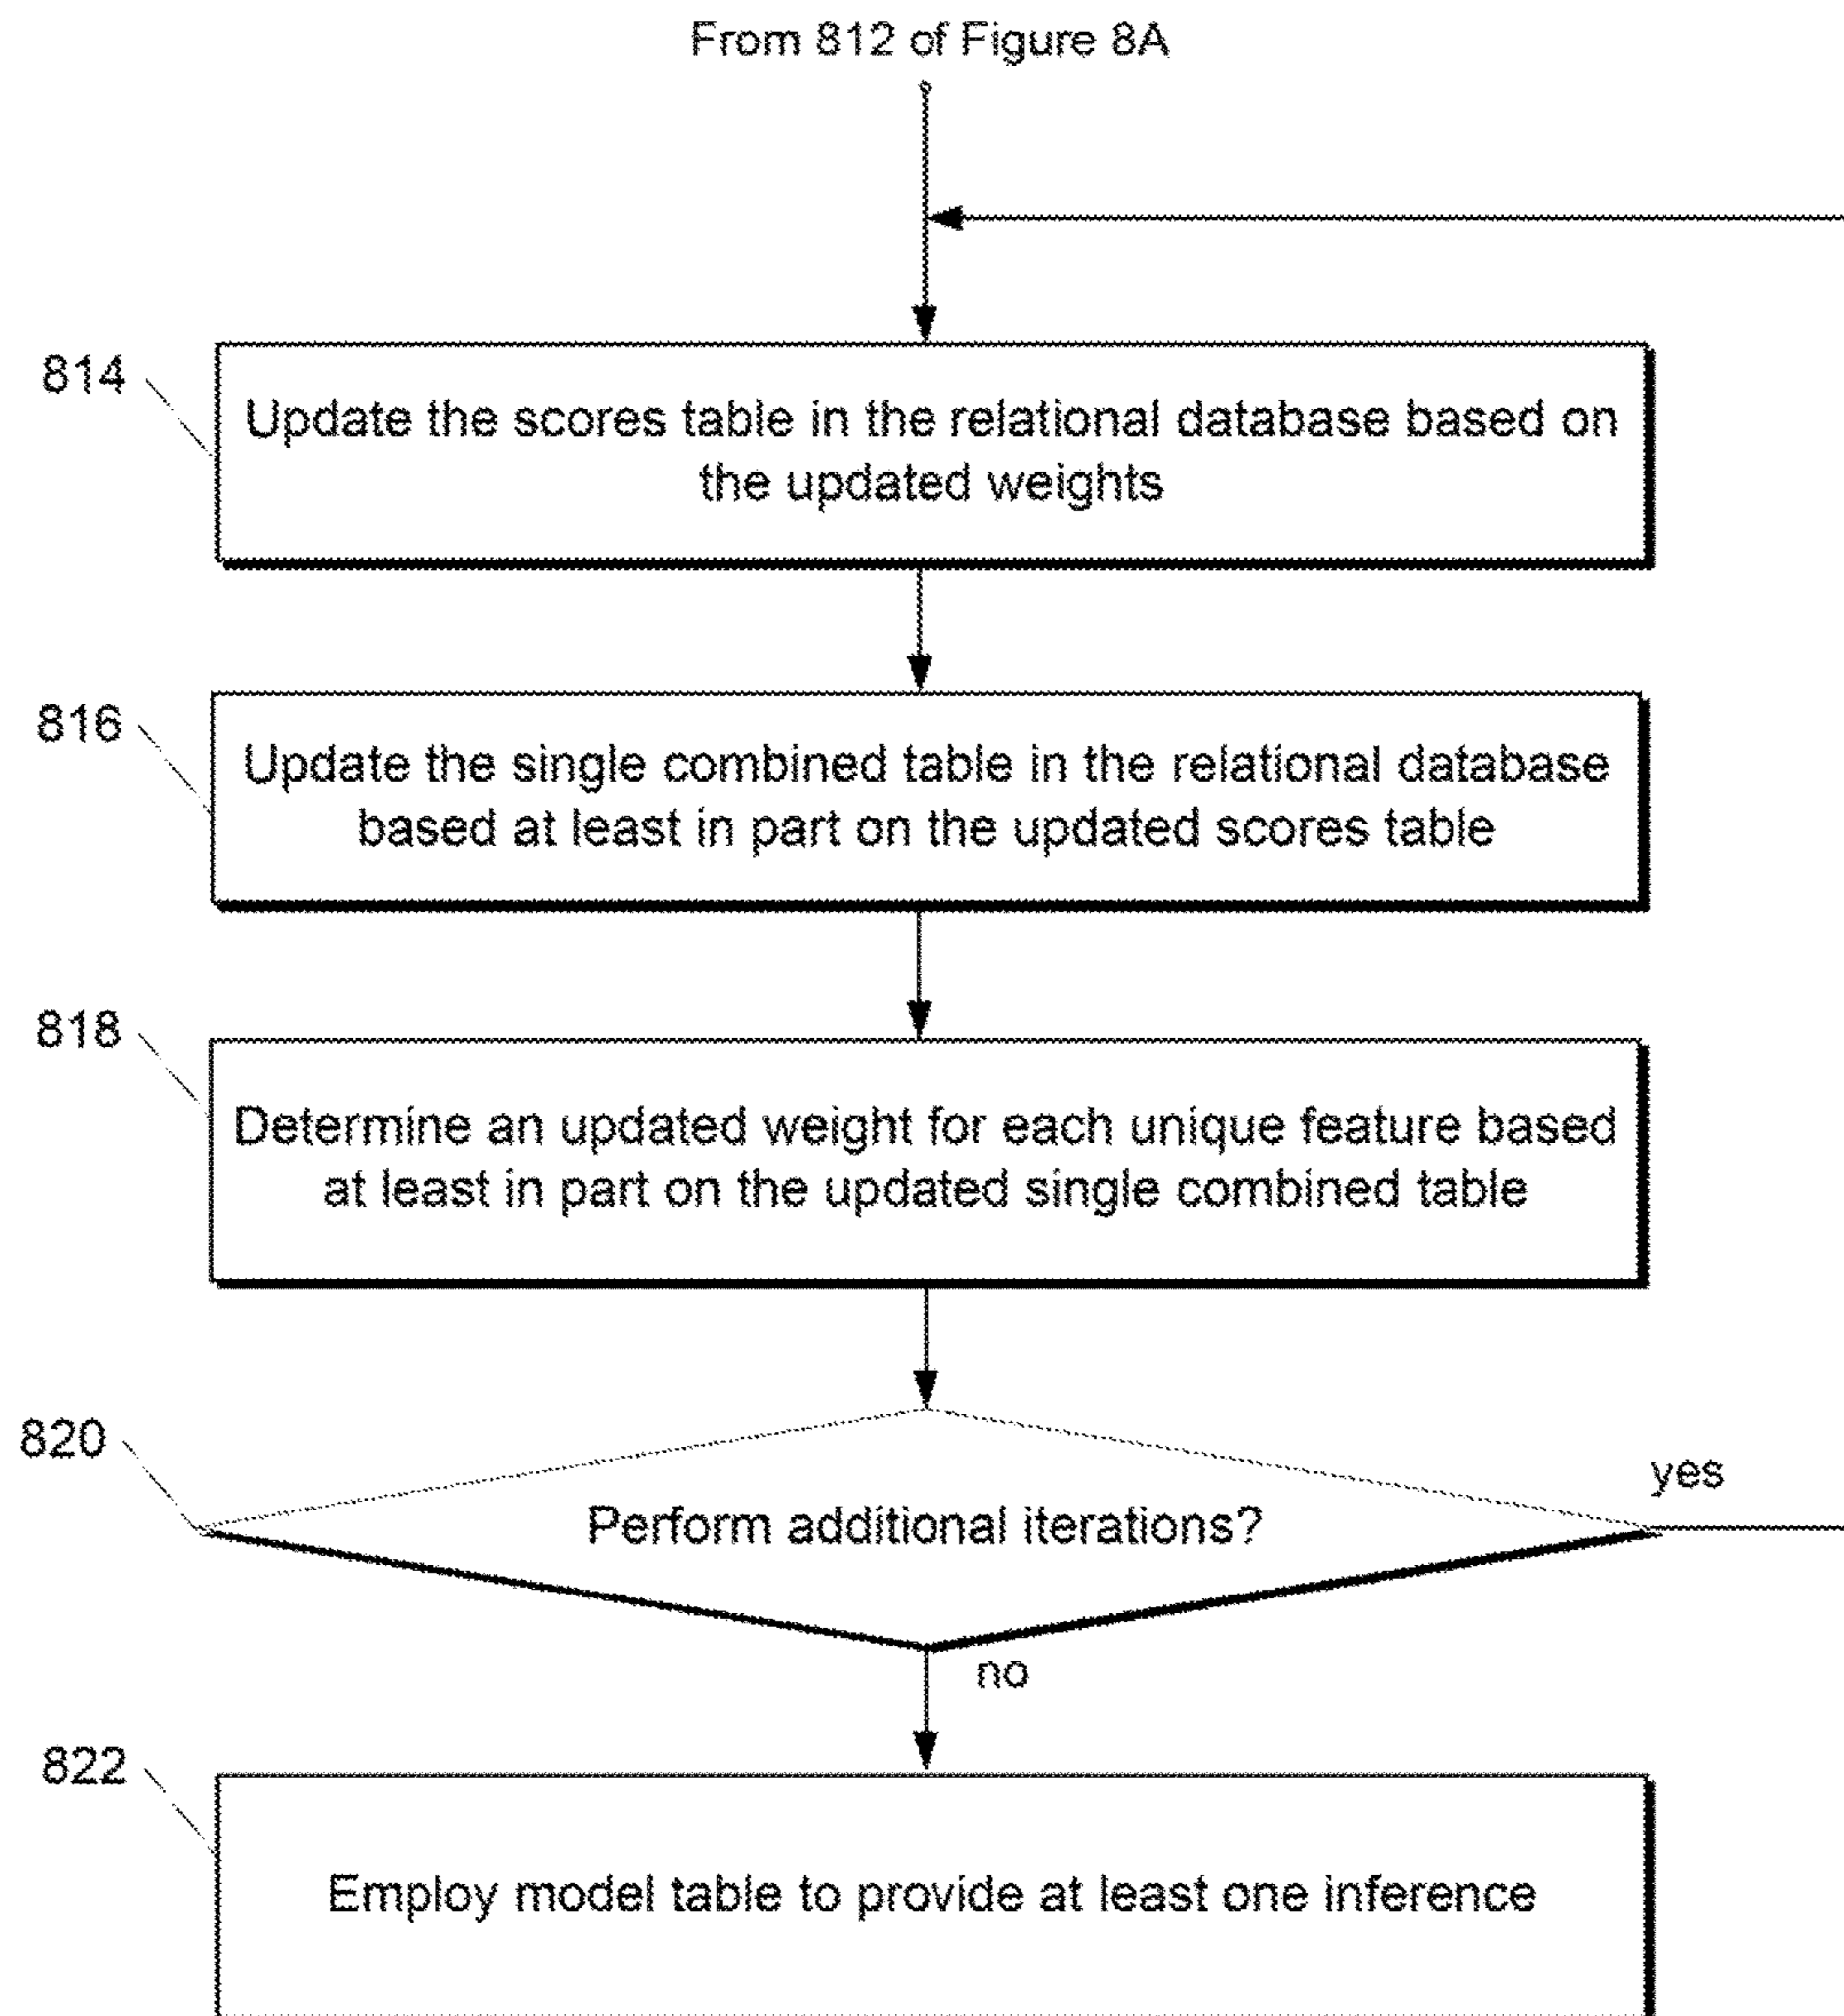 From 812 of Figure 8A
814
Update the scores table in the relational database based on
the updated weights
816
Update the single combined table in the relational database
based at least in part on the updated scores table
818
Determine an updated weight for each unique feature based
at least in part on the updated single combined table
820
Perform additional iterations?
yes
no
822
Employ model table to provide at least one inference